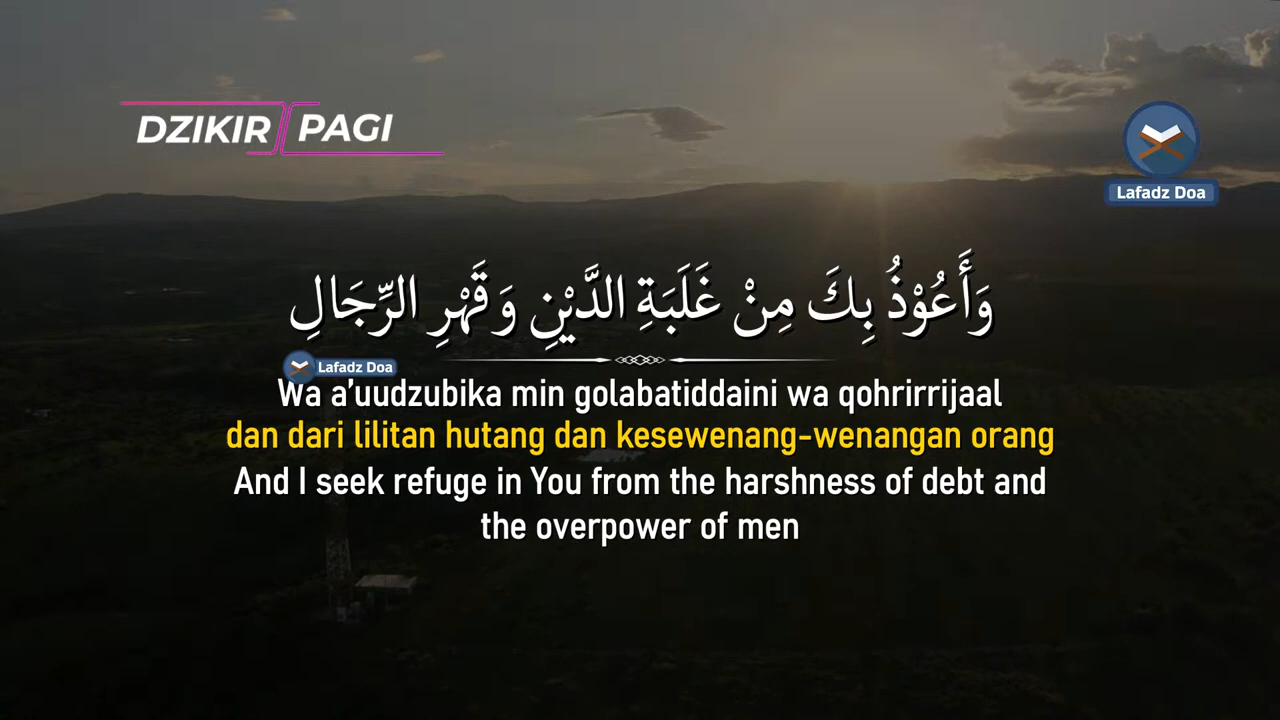 DZIKIR PAGI
Lafadz Doa
وَأَعُوْذُ بِكَ مِنْ غَلَبَةِ الدَّيْنِ وَقَهْرِ الرِّجَالِ
Lafadz Doa
Wa a'uudzubika min golabatiddaini wa qohrirrijaal
dan dari lilitan hutang dan kesewenang-wenangan orang
And I seek refuge in You from the harshness of debt and
the overpower of men